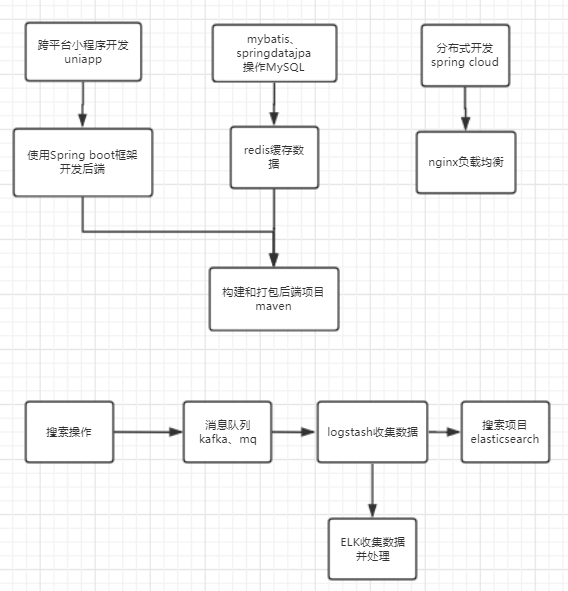 跨平台小程序开发
uniapp
mybatis、
springdatajpa
操作MySQL
分布式开发
spring cloud
使用Spring boot框架
开发后端
redis缓存数
据
nginx负载均衡
构建和打包后端项目
maven
搜索操作
消息队列
kafka、mq
logstash收集数据
搜索项目
elasticsearch
ELK收集数据
并处理